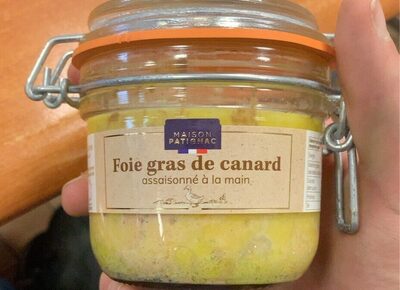 MAISON
PATIGNAC
Foie gras de canard
assaisonné à la main